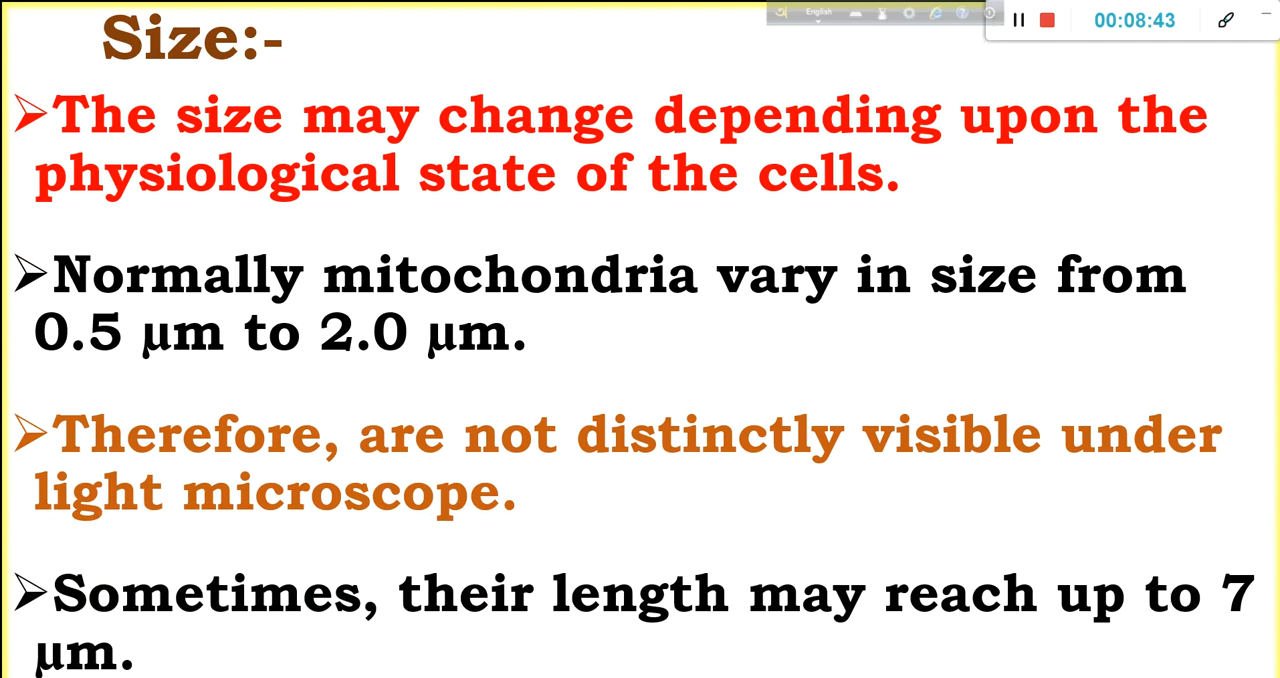 English
00:08:43
Size:-
➢The size may change depending upon the
physiological state of the cells.
➢Normally mitochondria vary in size from
0.5 µm to 2.0 µm.
➢Therefore, are not distinctly visible under
light microscope.
➢Sometimes, their length may reach up to 7
µm.